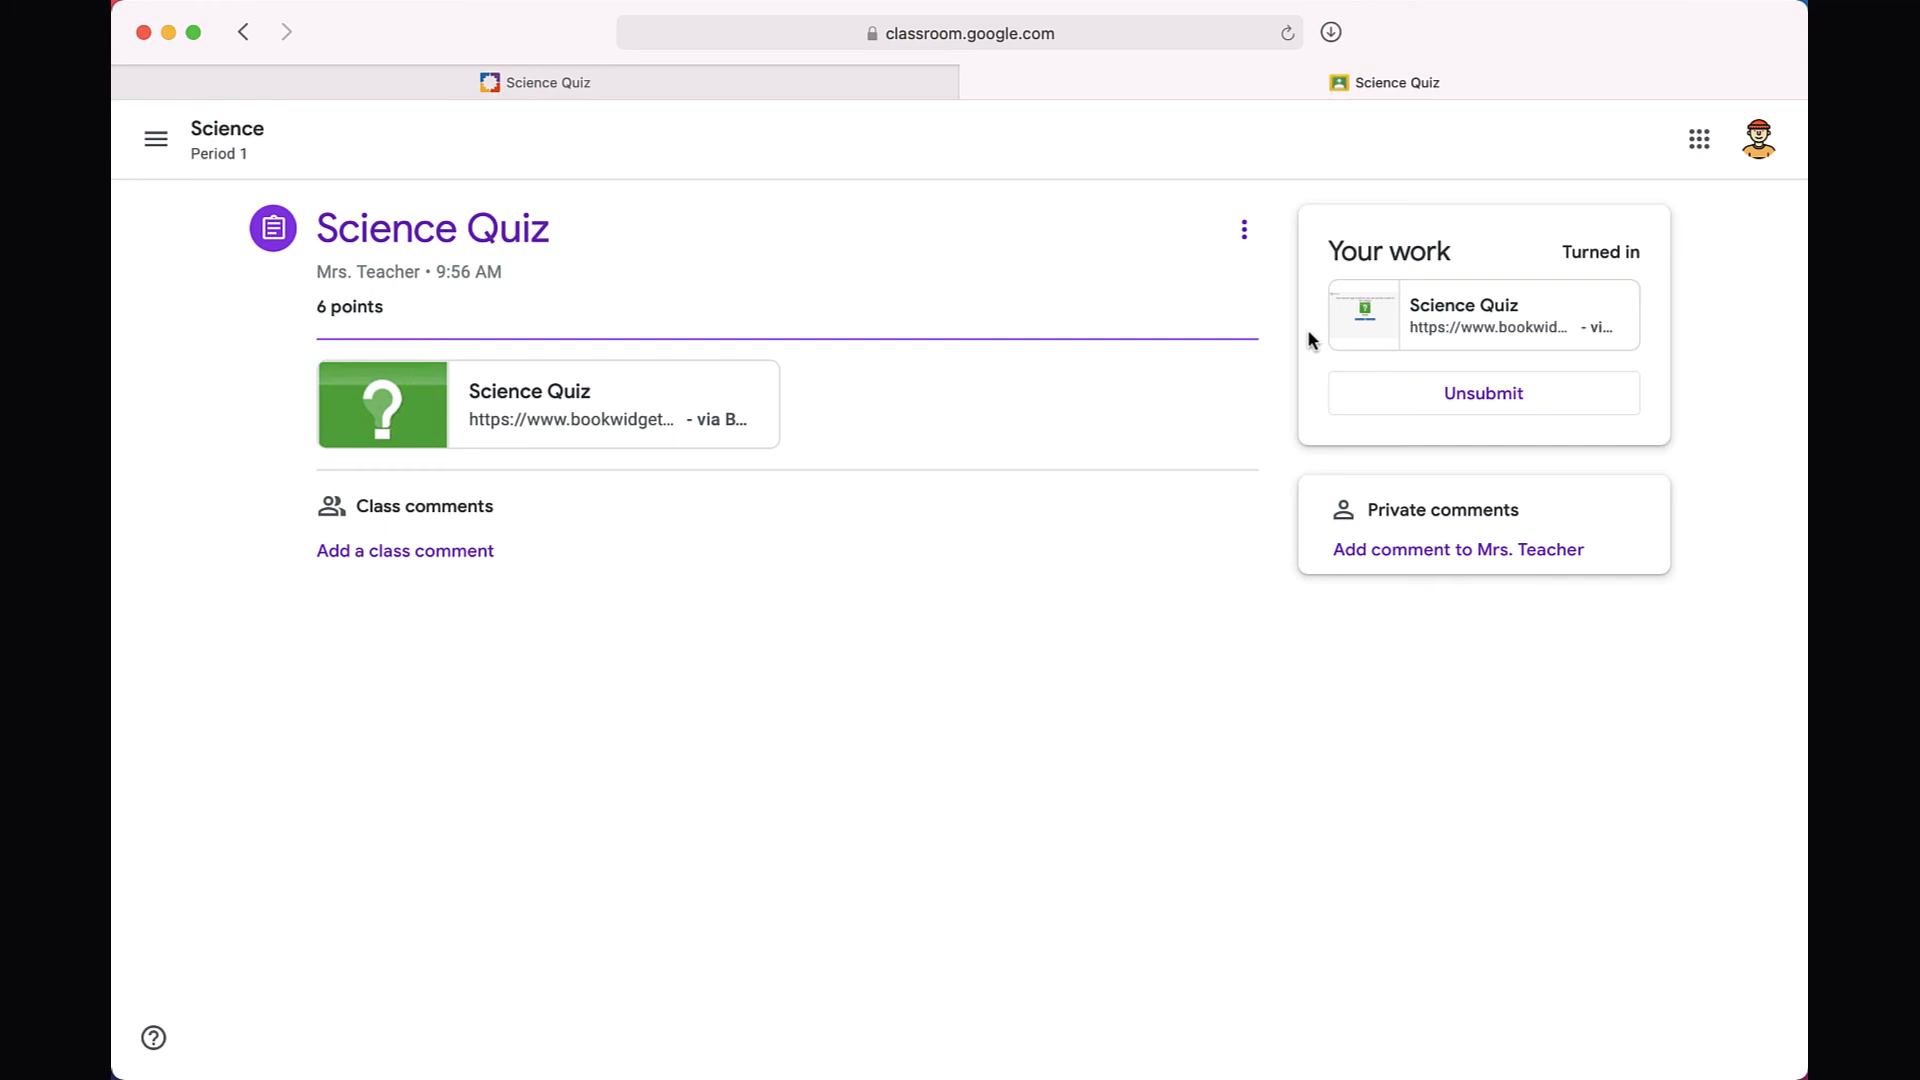 classroom.google.com
Science Quiz
Science Quiz
Science
Period 1
Science Quiz
Mrs. Teacher • 9:56 AM
6 points
Science Quiz
https://www.bookwidget... - via B...
Class comments
Add a class comment
Your work
Turned in
Science Quiz
https://www.bookwid... - vi...
Unsubmit
Private comments
Add comment to Mrs. Teacher